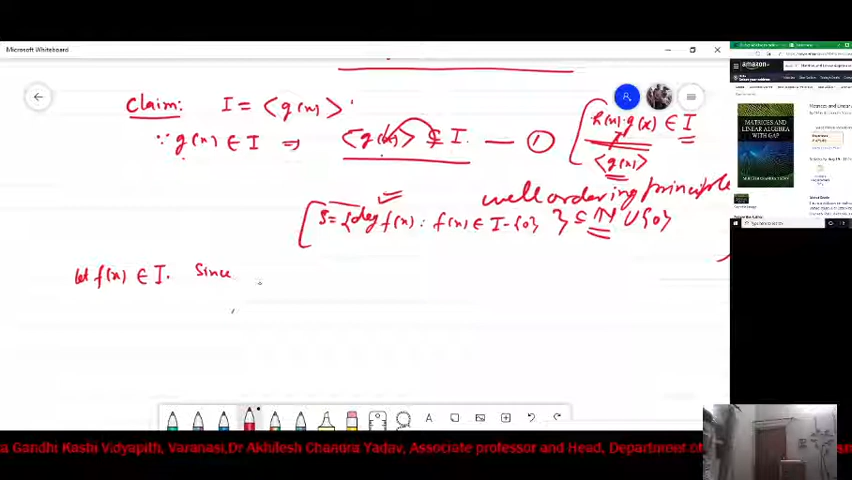 Microsoft Whiteboard
Claim: I = <g(x)>
∵ g(x) ∈ I ⇒ <g(x)> ⊆ I. — ①
h(x)·g(x) ∈ I
<g(x)>
well ordering principle
S = {deg f(x) : f(x) ∈ I-{0} } ⊆ N ∪ {0}
let f(x) ∈ I. Since
amazon
MATRICES AND
LINEAR ALGEBRA
WITH GAP
a Gandhi Kashi Vidyapith, Varanasi,Dr Akhilesh Chandra Yadav, Associate professor and Head, Department of